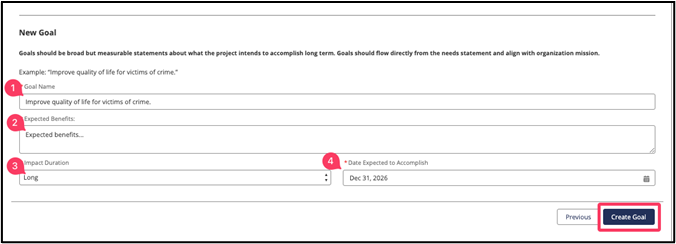 New Goal
Goals should be broad but measurable statements about what the project intends to accomplish long term. Goals should flow directly from the needs statement and align with organization mission.
Example: "Improve quality of life for victims of crime."
1 * Goal Name
Improve quality of life for victims of crime.
2 Expected Benefits:
Expected benefits...
3 Impact Duration 4 * Date Expected to Accomplish
Long Dec 31, 2026
Previous Create Goal